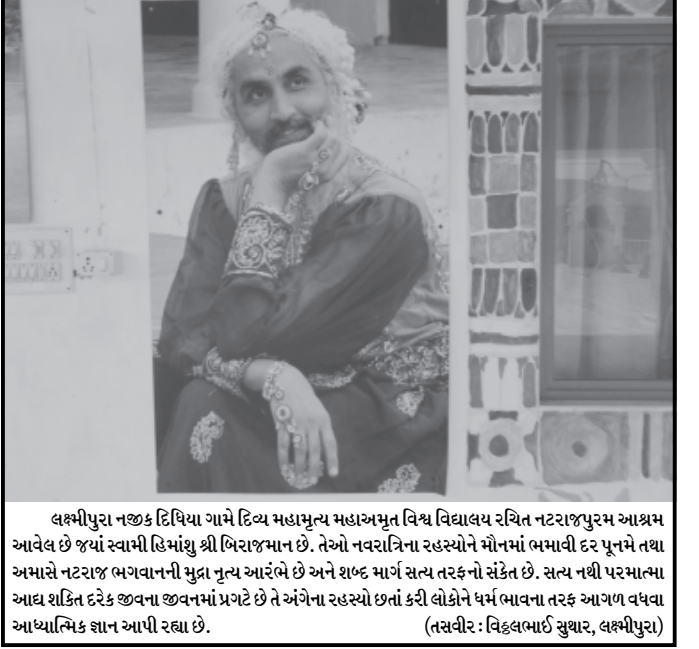 લક્ષ્મીપુરા નજીક દિધિયા ગામે દિવ્ય મહામૃત્ય મહાઅમૃત વિશ્વ વિદ્યાલય રચિત નટરાજપુરમ આશ્રમ
આવેલ છે જયાં સ્વામી હિમાંશુ શ્રી બિરાજમાન છે. તેઓ નવરાત્રિના રહસ્યોને મૌનમાં ભમાવી દર પૂનમે તથા
અમાસે નટરાજ ભગવાનની મુદ્રા નૃત્ય આરંભે છે અને શબ્દ માર્ગ સત્ય તરફનો સંકેત છે. સત્ય નથી પરમાત્મા
આદ્ય શકિત દરેક જીવના જીવનમાં પ્રગટે છે તે અંગેના રહસ્યો છતાં કરી લોકોને ધર્મ ભાવના તરફ આગળ વધવા
આધ્યાત્મિક જ્ઞાન આપી રહ્યા છે. (તસવીર : વિઠ્ઠલભાઈ સુથાર, લક્ષ્મીપુરા)